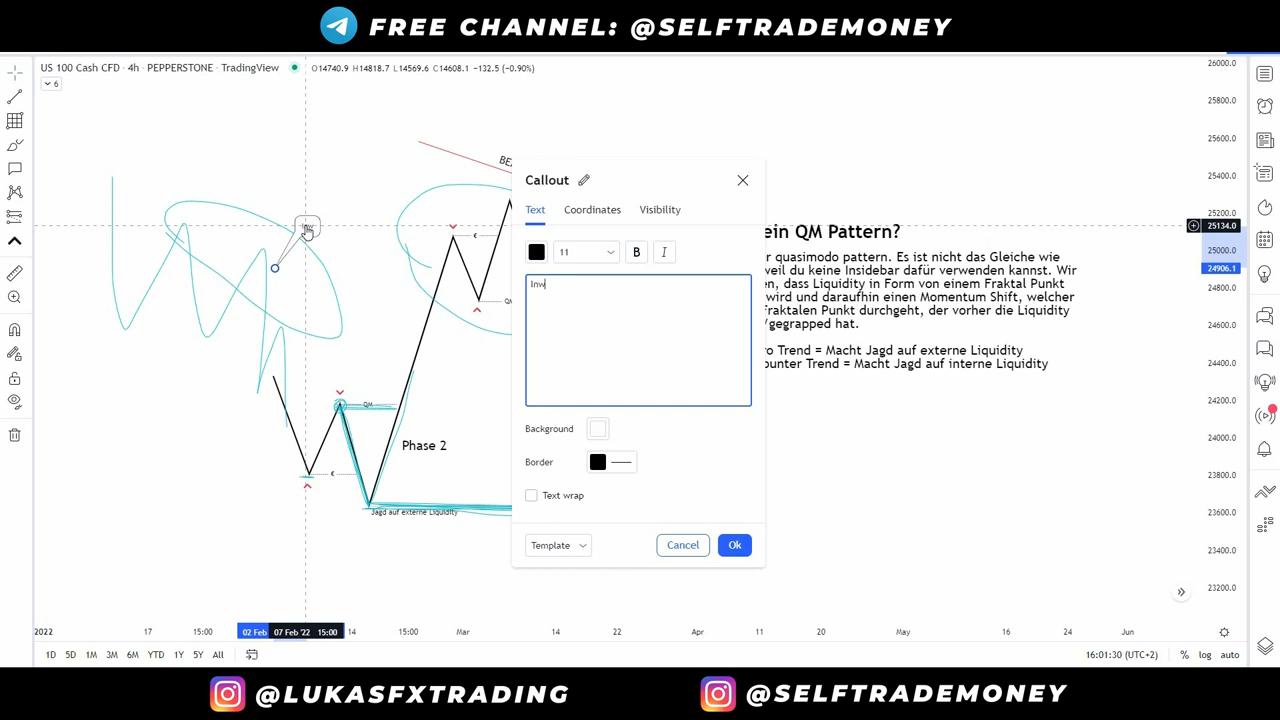 FREE CHANNEL: @SELFTRADEMONEY
US 100 Cash CFD · 4h · PEPPERSTONE · TradingView O14740.9 H14818.7 L14569.6 C14608.1 −132.5 (−0.90%)
6
26000.0
25800.0
25600.0
25400.0
25200.0
25134.0
25000.0
24906.1
24800.0
24600.0
24400.0
24200.0
24000.0
23800.0
23600.0
23400.0
23200.0
€
QM
€
Phase 2
Jagd auf externe Liquidity
Callout
Text Coordinates Visibility
11 B I
Inw
Background
Border
Text wrap
Template Cancel Ok
ein QM Pattern?
quasimodo pattern. Es ist nicht das Gleiche wie
weil du keine Insidebar dafür verwenden kannst. Wir
en, dass Liquidity in Form von einem Fraktal Punkt
wird und daraufhin einen Momentum Shift, welcher
Fraktalen Punkt durchgeht, der vorher die Liquidity
/gegrapped hat.
ro Trend = Macht Jagd auf externe Liquidity
ounter Trend = Macht Jagd auf interne Liquidity
2022 17 15:00 02 Feb 07 Feb '22 15:00 14 15:00 Mar 14 22 Apr 11 20 May 16 24 Jun
1D 5D 1M 3M 6M YTD 1Y 5Y All 16:01:30 (UTC+2) % log auto
@LUKASFXTRADING @SELFTRADEMONEY